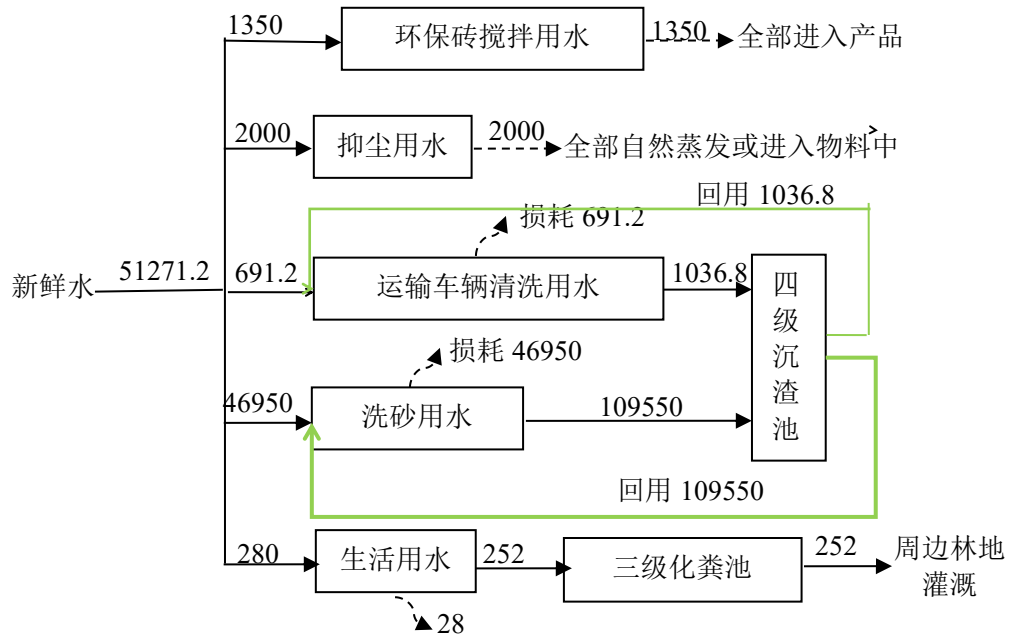 1350
环保砖搅拌用水
1350
全部进入产品
2000
抑尘用水
2000
全部自然蒸发或进入物料中
回用 1036.8
损耗 691.2
新鲜水
51271.2
691.2
运输车辆清洗用水
1036.8
四
级
沉
渣
池
损耗 46950
46950
洗砂用水
109550
回用 109550
280
生活用水
252
三级化粪池
252
周边林地
灌溉
28